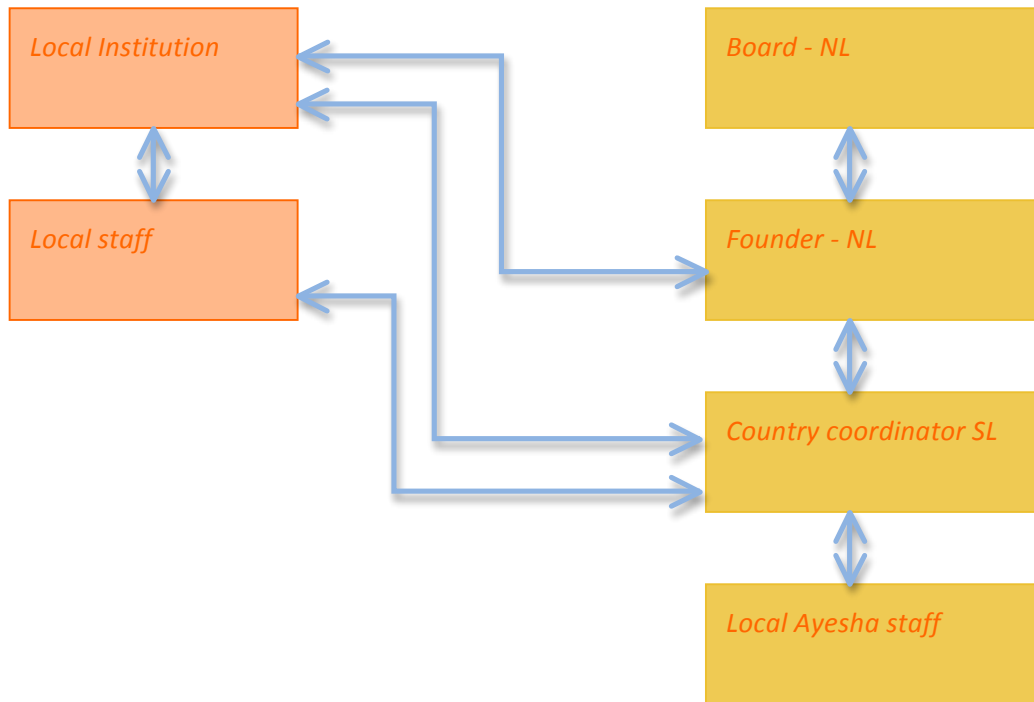 Local Institution
Board - NL
Local staff
Founder - NL
Country coordinator SL
Local Ayesha staff